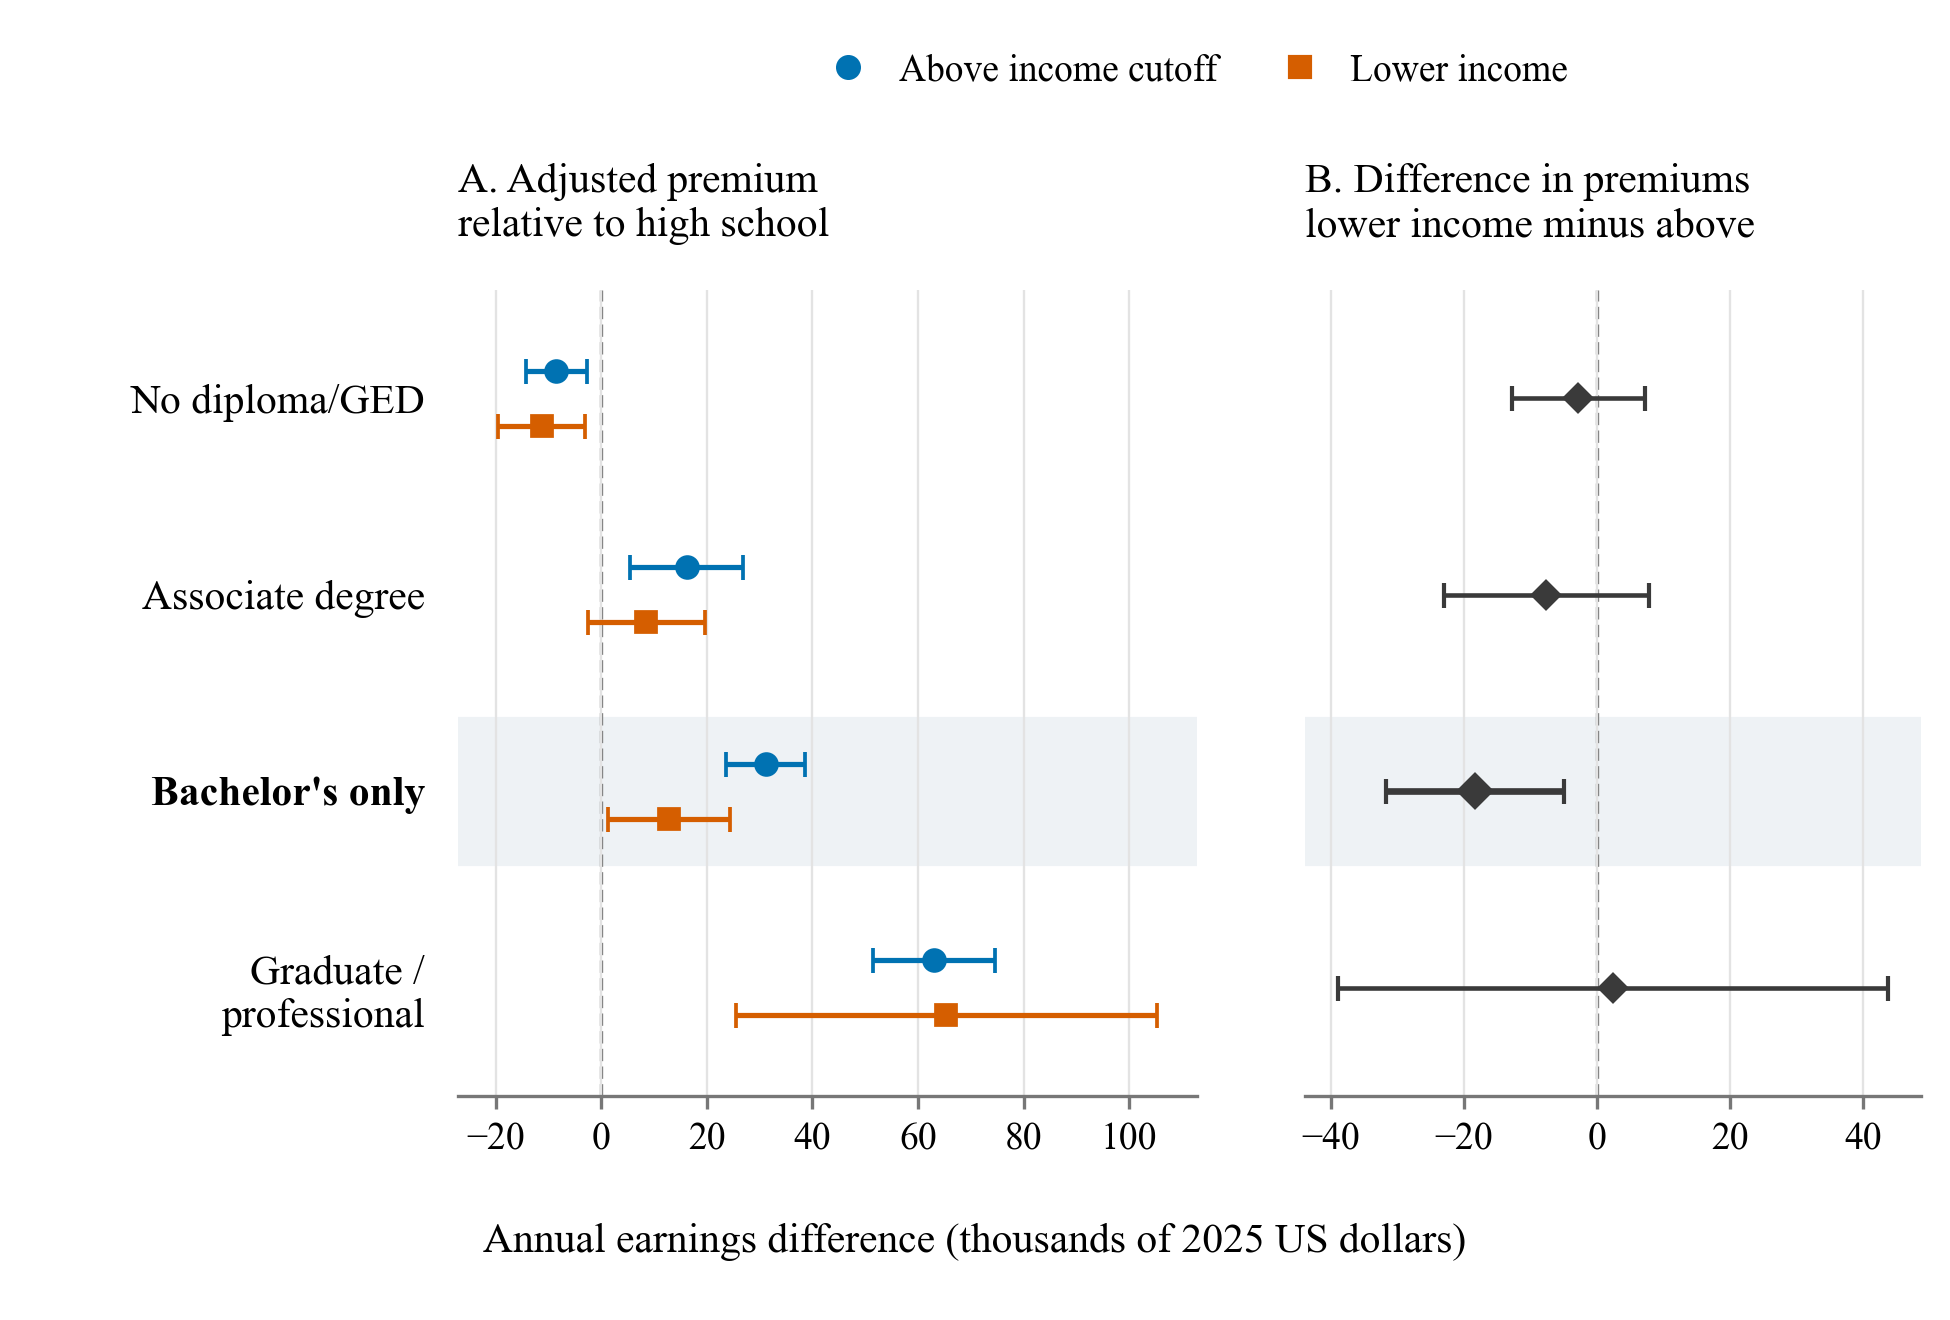 Above income cutoff
Lower income
A. Adjusted premium
relative to high school
B. Difference in premiums
lower income minus above
No diploma/GED
Associate degree
Bachelor's only
Graduate /
professional
−20 0 20 40 60 80 100
−40 −20 0 20 40
Annual earnings difference (thousands of 2025 US dollars)